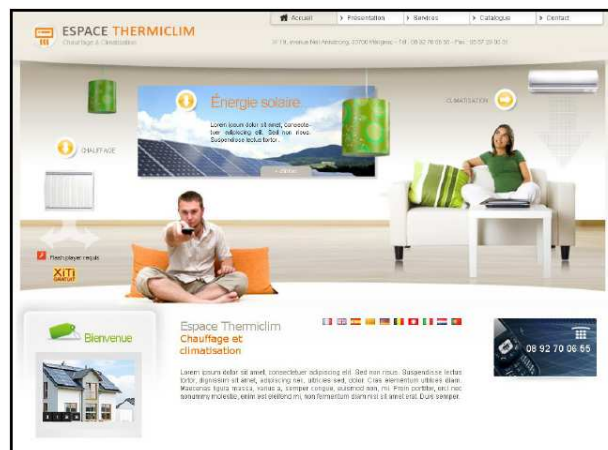 ESPACE THERMICLIM
Chauffage & Climatisation
Accueil
Présentation
Services
Catalogue
Contact
Énergie solaire
Lorem ipsum dolor sit amet, consecte-
tuer adipiscing elit. Sed non risus.
Suspendisse lectus tortor.
CLIMATISATION
CHAUFFAGE
Flash player requis
XiTi
GRATUIT
Bienvenue
Espace Thermiclim
Chauffage et
climatisation
08 92 70 06 55
Lorem ipsum dolor sit amet, consectetuer adipiscing elit. Sed non risus. Suspendisse lectus
tortor, dignissim sit amet, adipiscing nec, ultricies sed, dolor. Cras elementum ultrices diam.
Maecenas ligula massa, varius a, semper congue, euismod non, mi. Proin porttitor, orci nec
nonummy molestie, enim est eleifend mi, non fermentum diam nisl sit amet erat. Duis semper.